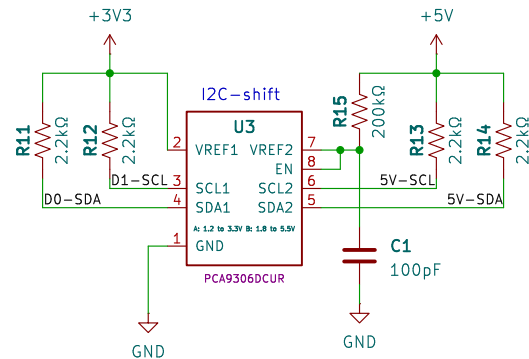 +3V3
+5V
I2C-shift
R11
2.2kΩ
R12
2.2kΩ
U3
R15
200kΩ
R13
2.2kΩ
R14
2.2kΩ
2
VREF1
VREF2
7
EN
8
D1-SCL
3
SCL1
SCL2
6
5V-SCL
D0-SDA
4
SDA1
SDA2
5
5V-SDA
A: 1.2 to 3.3V B: 1.8 to 5.5V
1
GND
C1
100pF
PCA9306DCUR
GND
GND